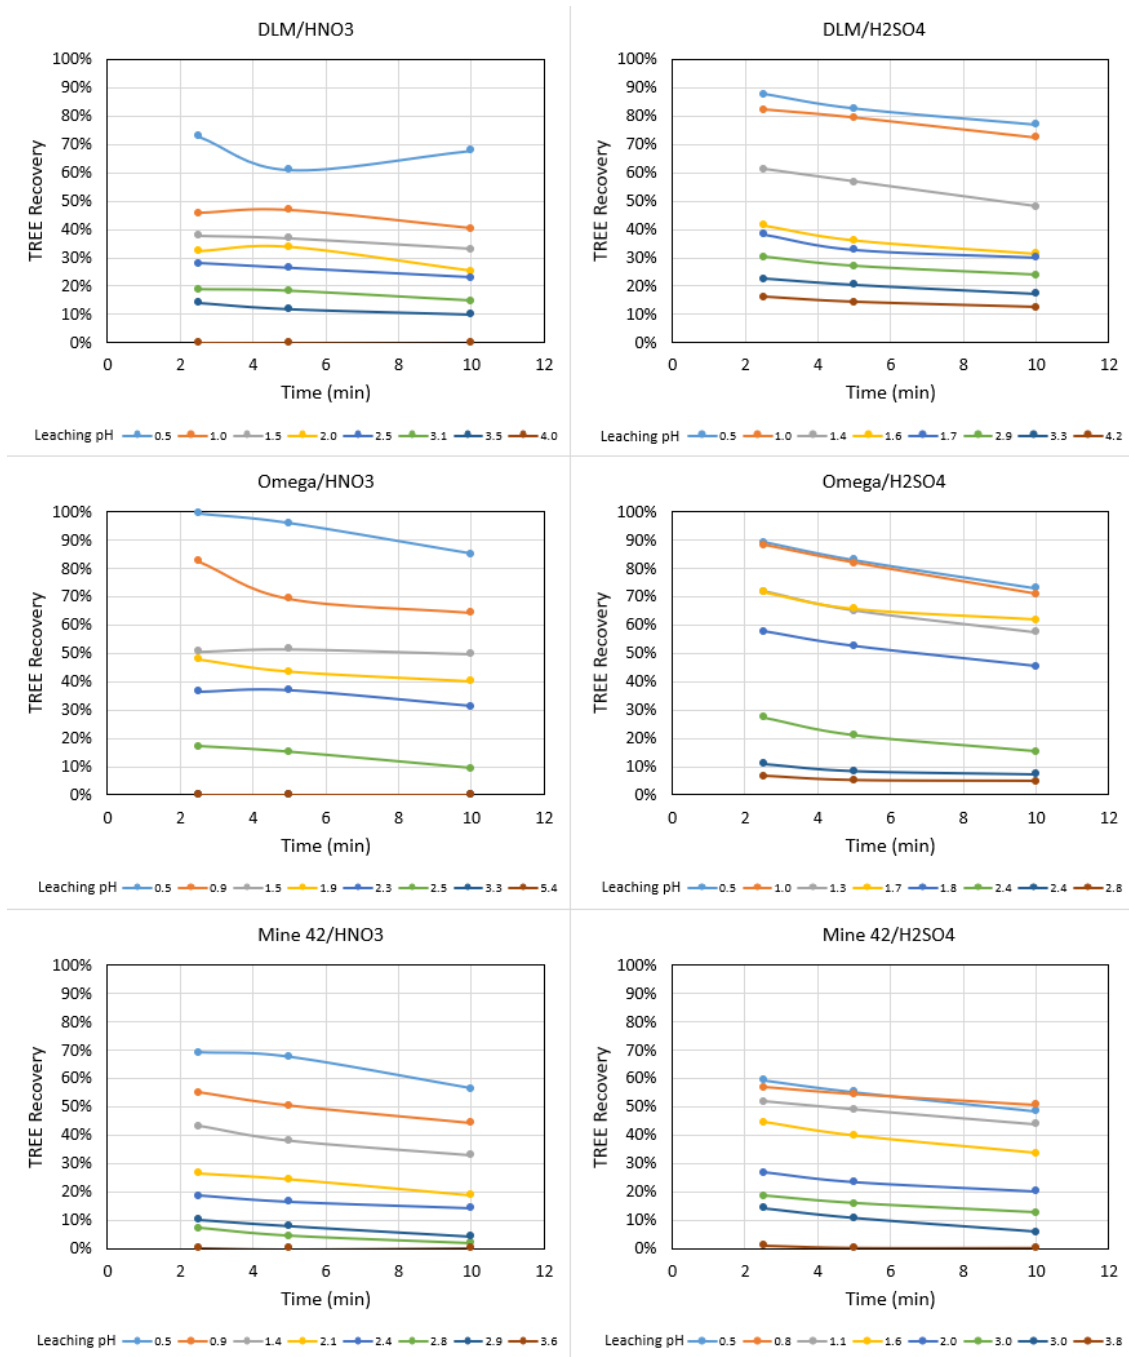 DLM/HNO3
100%
90%
80%
70%
60%
50%
40%
30%
20%
10%
0%
TREE Recovery
0 2 4 6 8 10 12
Time (min)
Leaching pH 0.5 1.0 1.5 2.0 2.5 3.1 3.5 4.0
DLM/H2SO4
100%
90%
80%
70%
60%
50%
40%
30%
20%
10%
0%
TREE Recovery
0 2 4 6 8 10 12
Time (min)
Leaching pH 0.5 1.0 1.4 1.6 1.7 2.9 3.3 4.2
Omega/HNO3
100%
90%
80%
70%
60%
50%
40%
30%
20%
10%
0%
TREE Recovery
0 2 4 6 8 10 12
Time (min)
Leaching pH 0.5 0.9 1.5 1.9 2.3 2.5 3.3 5.4
Omega/H2SO4
100%
90%
80%
70%
60%
50%
40%
30%
20%
10%
0%
TREE Recovery
0 2 4 6 8 10 12
Time (min)
Leaching pH 0.5 1.0 1.3 1.7 1.8 2.4 2.4 2.8
Mine 42/HNO3
100%
90%
80%
70%
60%
50%
40%
30%
20%
10%
0%
TREE Recovery
0 2 4 6 8 10 12
Time (min)
Leaching pH 0.5 0.9 1.4 2.1 2.4 2.8 2.9 3.6
Mine 42/H2SO4
100%
90%
80%
70%
60%
50%
40%
30%
20%
10%
0%
TREE Recovery
0 2 4 6 8 10 12
Time (min)
Leaching pH 0.5 0.8 1.1 1.6 2.0 3.0 3.0 3.8